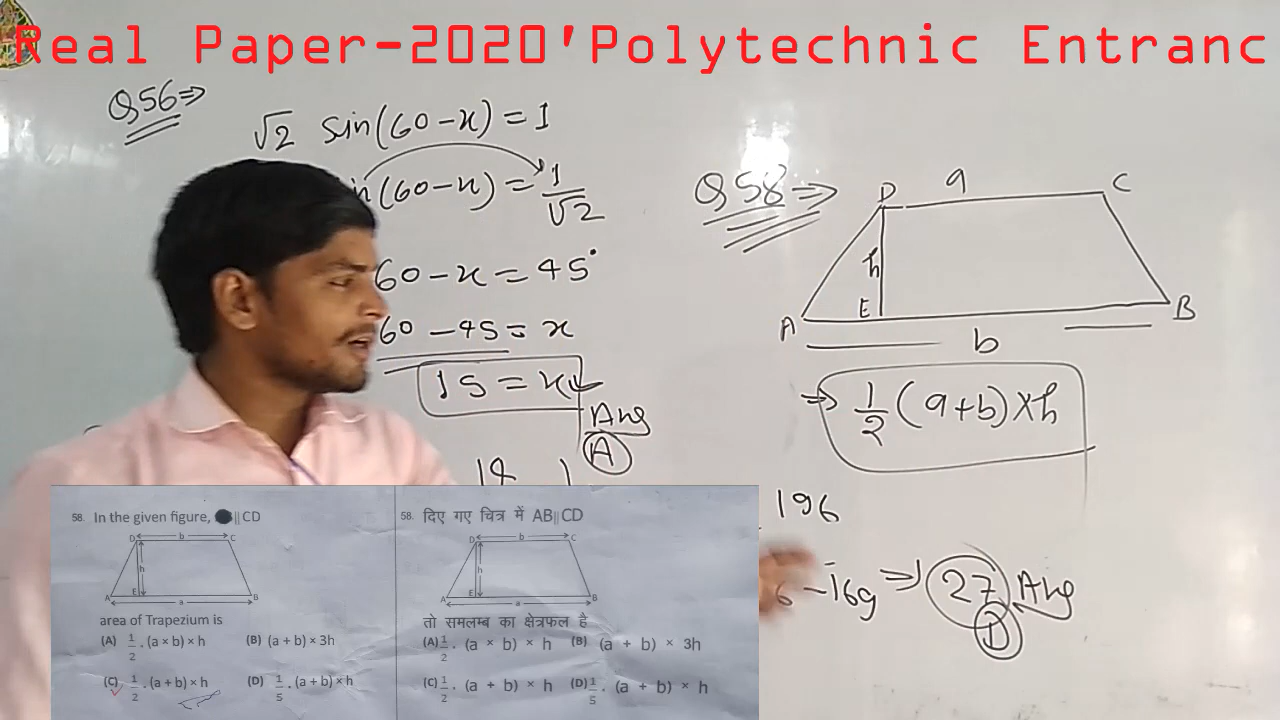 Real Paper-2020'Polytechnic Entranc
Q56⇒
√2 sin(60-x) = 1
(60-x) = 1/√2
60-x = 45°
60-45 = x
15 = x
Ans
A
Q58⇒
D a C
h
A E B
b
⇒ 1/2 (a+b)×h
196
-169 ⇒ 27 Ans
D
58. In the given figure, ||CD
D b C
h
A E B
a
area of Trapezium is
(A) 1/2 . (a × b) × h (B) (a + b) × 3h
(C) 1/2 . (a + b) × h (D) 1/5 . (a + b) × h
58. दिए गए चित्र में AB||CD
D b C
h
A E B
a
तो समलम्ब का क्षेत्रफल है
(A) 1/2 . (a × b) × h (B) (a + b) × 3h
(C) 1/2 . (a + b) × h (D) 1/5 . (a + b) × h